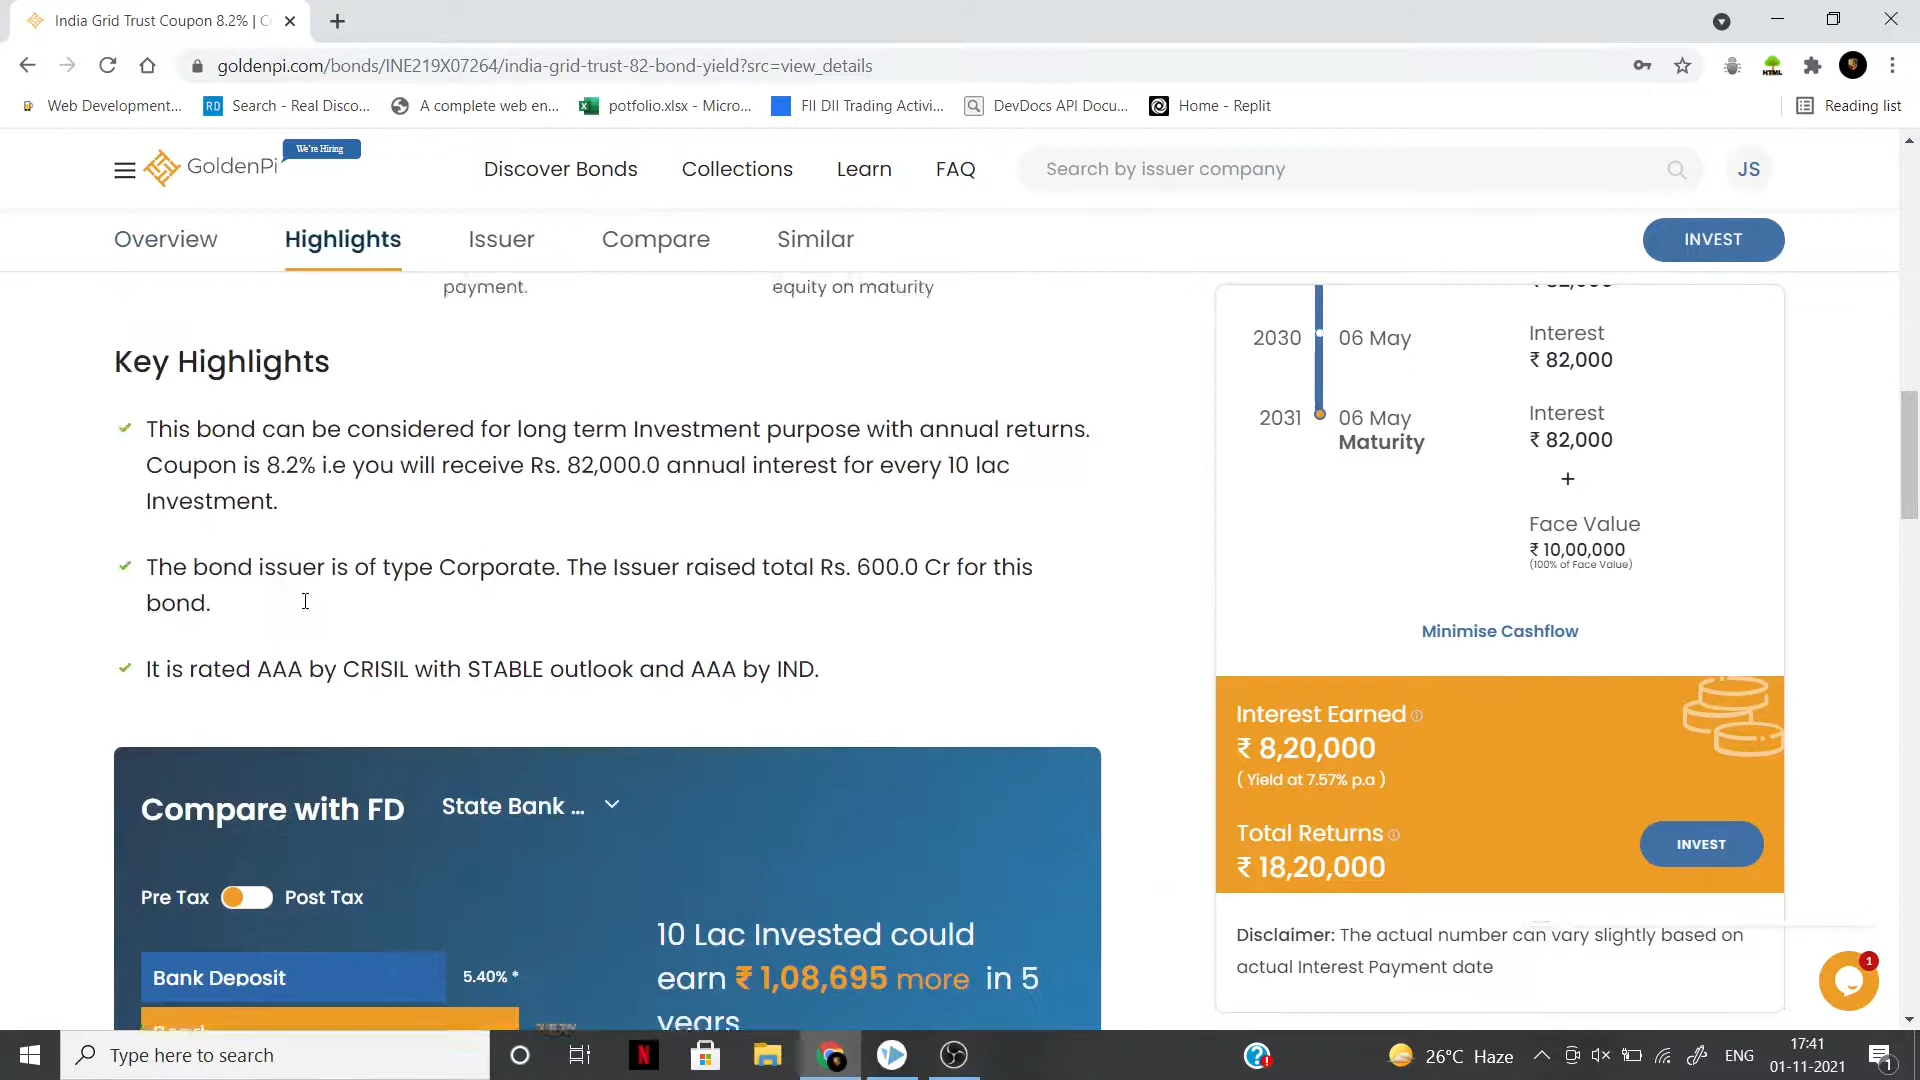 India Grid Trust Coupon 8.2% | C
goldenpi.com/bonds/INE219X07264/india-grid-trust-82-bond-yield?src=view_details
Web Development...
RD Search - Real Disco...
A complete web en...
potfolio.xlsx - Micro...
FII DII Trading Activi...
DevDocs API Docu...
Home - Replit
Reading list
GoldenPi
We're Hiring
Discover Bonds
Collections
Learn
FAQ
Search by issuer company
JS
Overview
Highlights
Issuer
Compare
Similar
INVEST
payment.
equity on maturity
Key Highlights
This bond can be considered for long term Investment purpose with annual returns.
Coupon is 8.2% i.e you will receive Rs. 82,000.0 annual interest for every 10 lac
Investment.
The bond issuer is of type Corporate. The Issuer raised total Rs. 600.0 Cr for this
bond.
It is rated AAA by CRISIL with STABLE outlook and AAA by IND.
Compare with FD
State Bank ...
Pre Tax
Post Tax
Bank Deposit
5.40% *
10 Lac Invested could
earn ₹ 1,08,695 more in 5
years
2030
06 May
Interest
₹ 82,000
2031
06 May
Maturity
Interest
₹ 82,000
+
Face Value
₹ 10,00,000
(100% of Face Value)
Minimise Cashflow
Interest Earned
₹ 8,20,000
( Yield at 7.57% p.a )
Total Returns
₹ 18,20,000
INVEST
Disclaimer: The actual number can vary slightly based on
actual Interest Payment date
1
Type here to search
26°C Haze
ENG
17:41
01-11-2021
1